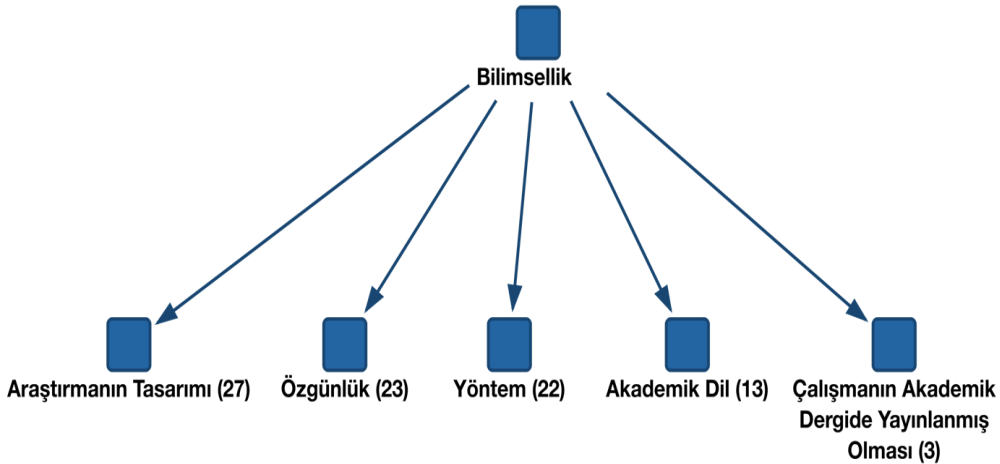 Bilimsellik
Araştırmanın Tasarımı (27)
Özgünlük (23)
Yöntem (22)
Akademik Dil (13)
Çalışmanın Akademik
Dergide Yayınlanmış
Olması (3)